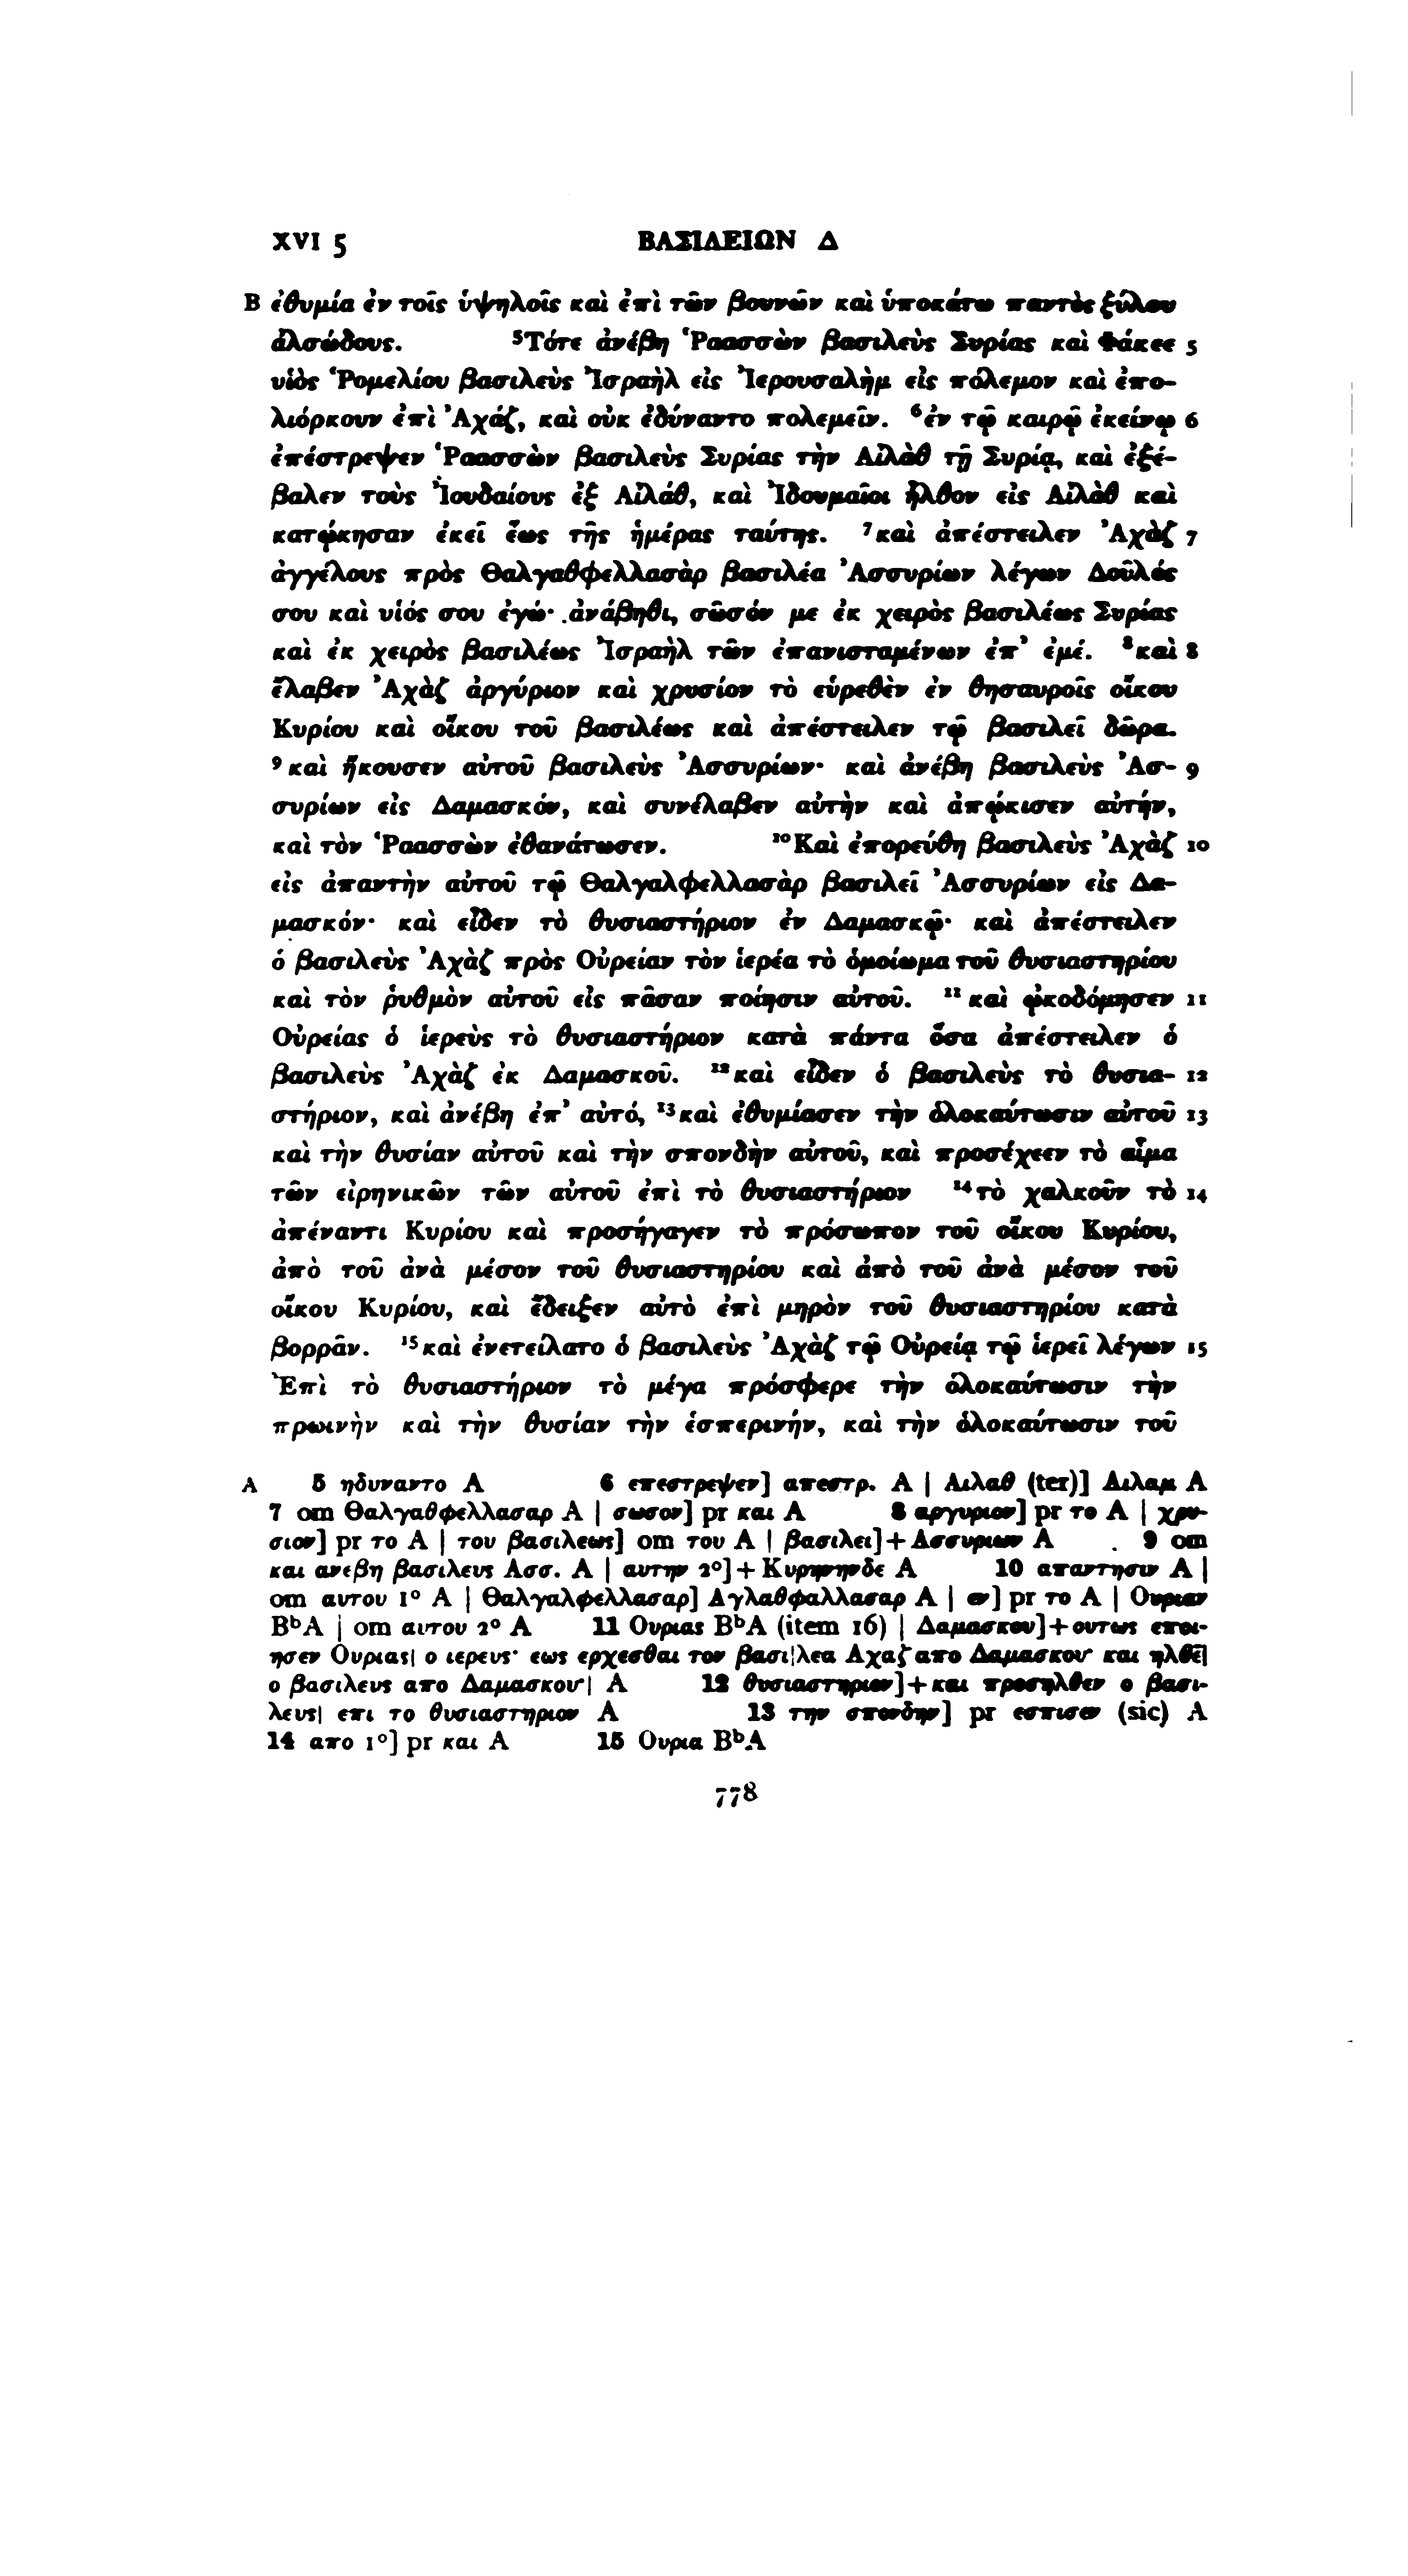 XVI 5 ΒΑΣΙΛΕΙΩΝ Δ
B ἐθυμία ἐν τοῖς ὑψηλοῖς καὶ ἐπὶ τῶν βουνῶν καὶ ὑποκάτω παντὸς ξύλου
ἀλσώδους. ⁵Τότε ἀνέβη Ῥαασσὼν βασιλεὺς Συρίας καὶ Φάκεε 5
υἱὸς Ῥομελίου βασιλεὺς Ἰσραὴλ εἰς Ἰερουσαλὴμ εἰς πόλεμον καὶ ἐπο-
λιόρκουν ἐπὶ Ἀχάζ, καὶ οὐκ ἐδύναντο πολεμεῖν. ⁶ἐν τῷ καιρῷ ἐκείνῳ 6
ἐπέστρεψεν Ῥαασσὼν βασιλεὺς Συρίας τὴν Αἰλὰθ τῇ Συρίᾳ, καὶ ἐξέ-
βαλεν τοὺς Ἰουδαίους ἐξ Αἰλάθ, καὶ Ἰδουμαῖοι ἦλθον εἰς Αἰλὰθ καὶ
κατῴκησαν ἐκεῖ ἕως τῆς ἡμέρας ταύτης. ⁷καὶ ἀπέστειλεν Ἀχὰζ 7
ἀγγέλους πρὸς Θαλγαθφελλασὰρ βασιλέα Ἀσσυρίων λέγων Δοῦλός
σου καὶ υἱός σου ἐγώ· ἀνάβηθι, σῶσόν με ἐκ χειρὸς βασιλέως Συρίας
καὶ ἐκ χειρὸς βασιλέως Ἰσραὴλ τῶν ἐπανισταμένων ἐπ᾽ ἐμέ. ⁸καὶ 8
ἔλαβεν Ἀχὰζ ἀργύριον καὶ χρυσίον τὸ εὑρεθὲν ἐν θησαυροῖς οἴκου
Κυρίου καὶ οἴκου τοῦ βασιλέως καὶ ἀπέστειλεν τῷ βασιλεῖ δῶρα.
⁹καὶ ἤκουσεν αὐτοῦ βασιλεὺς Ἀσσυρίων· καὶ ἀνέβη βασιλεὺς Ἀσ- 9
συρίων εἰς Δαμασκόν, καὶ συνέλαβεν αὐτὴν καὶ ἀπῴκισεν αὐτήν,
καὶ τὸν Ῥαασσὼν ἐθανάτωσεν. ¹⁰Καὶ ἐπορεύθη βασιλεὺς Ἀχὰζ 10
εἰς ἀπαντὴν αὐτοῦ τῷ Θαλγαλφελλασὰρ βασιλεῖ Ἀσσυρίων εἰς Δα-
μασκόν· καὶ εἶδεν τὸ θυσιαστήριον ἐν Δαμασκῷ· καὶ ἀπέστειλεν
ὁ βασιλεὺς Ἀχὰζ πρὸς Οὐρείαν τὸν ἱερέα τὸ ὁμοίωμα τοῦ θυσιαστηρίου
καὶ τὸν ῥυθμὸν αὐτοῦ εἰς πᾶσαν ποίησιν αὐτοῦ. ¹¹καὶ ᾠκοδόμησεν 11
Οὐρείας ὁ ἱερεὺς τὸ θυσιαστήριον κατὰ πάντα ὅσα ἀπέστειλεν ὁ
βασιλεὺς Ἀχὰζ ἐκ Δαμασκοῦ. ¹²καὶ εἶδεν ὁ βασιλεὺς τὸ θυσια- 12
στήριον, καὶ ἀνέβη ἐπ᾽ αὐτό, ¹³καὶ ἐθυμίασεν τὴν ὁλοκαύτωσιν αὐτοῦ 13
καὶ τὴν θυσίαν αὐτοῦ καὶ τὴν σπονδὴν αὐτοῦ, καὶ προσέχεεν τὸ αἷμα
τῶν εἰρηνικῶν τῶν αὐτοῦ ἐπὶ τὸ θυσιαστήριον ¹⁴τὸ χαλκοῦν τὸ 14
ἀπέναντι Κυρίου καὶ προσήγαγεν τὸ πρόσωπον τοῦ οἴκου Κυρίου,
ἀπὸ τοῦ ἀνὰ μέσον τοῦ θυσιαστηρίου καὶ ἀπὸ τοῦ ἀνὰ μέσον τοῦ
οἴκου Κυρίου, καὶ ἔδειξεν αὐτὸ ἐπὶ μηρὸν τοῦ θυσιαστηρίου κατὰ
βορρᾶν. ¹⁵καὶ ἐνετείλατο ὁ βασιλεὺς Ἀχὰζ τῷ Οὐρείᾳ τῷ ἱερεῖ λέγων 15
Ἐπὶ τὸ θυσιαστήριον τὸ μέγα πρόσφερε τὴν ὁλοκαύτωσιν τὴν
πρωινὴν καὶ τὴν θυσίαν τὴν ἑσπερινήν, καὶ τὴν ὁλοκαύτωσιν τοῦ
A 5 ηδυναντο A 6 επεστρεψεν] απεστρ. A | Αιλαθ (ter)] Αιλαμ A
7 om Θαλγαθφελλασαρ A | σωσον] pr και A 8 αργυριον] pr το A | χρυ-
σιον] pr το A | του βασιλεως] om του A | βασιλει]+Ασσυριων A 9 om
και ανεβη βασιλευς Ασσ. A | αυτην 2°]+Κυρηνηνδε A 10 απαντησιν A |
om αυτου 1° A | Θαλγαλφελλασαρ] Αγλαθφαλλασαρ A | εν] pr το A | Ουριαν
BᵇA | om αυτου 2° A 11 Ουριας BᵇA (item 16) | Δαμασκου]+ουτως εποι-
ησεν Ουριας| ο ιερευς· εως ερχεσθαι τον βασι|λεα Αχαζ απο Δαμασκου· και ηλθε̄|
ο βασιλευς απο Δαμασκου·| A 12 θυσιαστηριον]+και προσηλθεν ο βασι-
λευς| επι το θυσιαστηριον A 13 την σπονδην] pr εσπισεν (sic) A
14 απο 1°] pr και A 15 Ουρια BᵇA
778